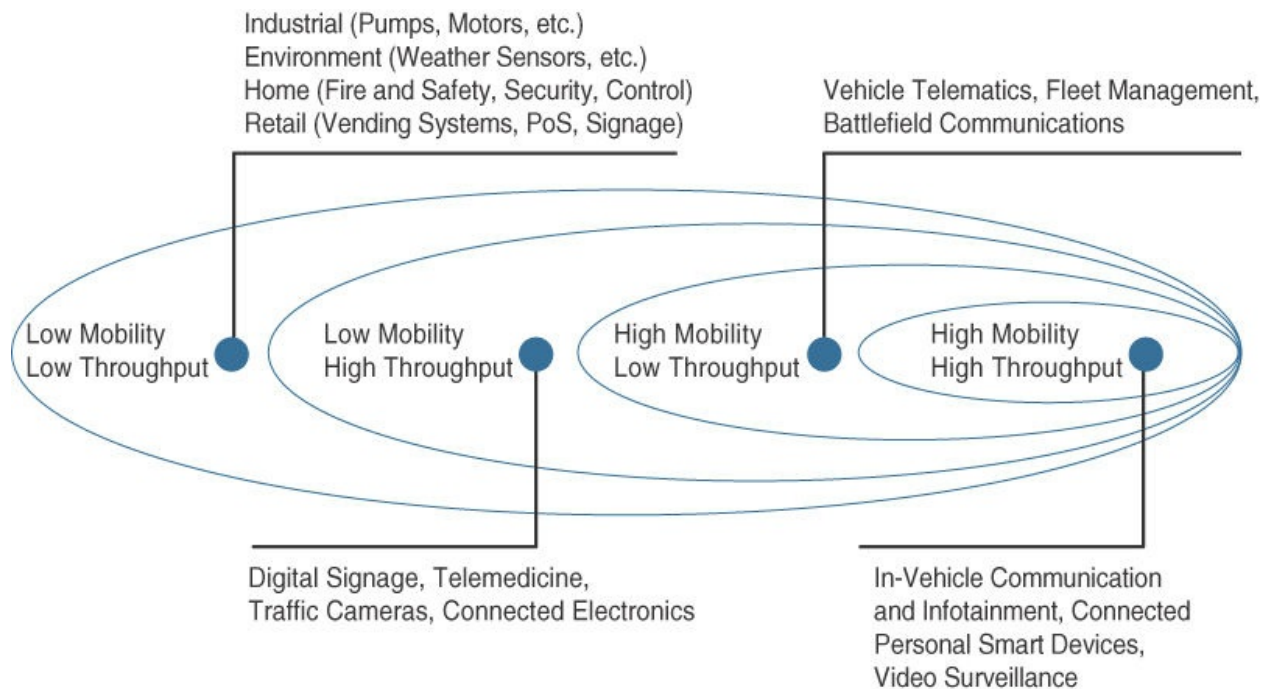 Industrial (Pumps, Motors, etc.)
Environment (Weather Sensors, etc.)
Home (Fire and Safety, Security, Control)
Retail (Vending Systems, PoS, Signage)
Vehicle Telematics, Fleet Management,
Battlefield Communications
Low Mobility
Low Throughput
Low Mobility
High Throughput
High Mobility
Low Throughput
High Mobility
High Throughput
Digital Signage, Telemedicine,
Traffic Cameras, Connected Electronics
In-Vehicle Communication
and Infotainment, Connected
Personal Smart Devices,
Video Surveillance